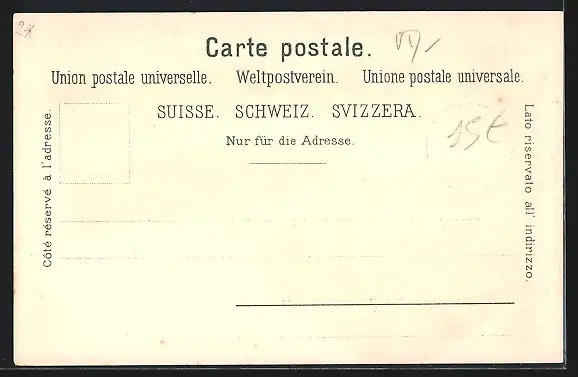 Carte postale.
Union postale universelle. Weltpostverein. Unione postale universale.
SUISSE. SCHWEIZ. SVIZZERA.
Nur für die Adresse.
Côté réservé à l'adresse.
Lato riservato all' indirizzo.
15€